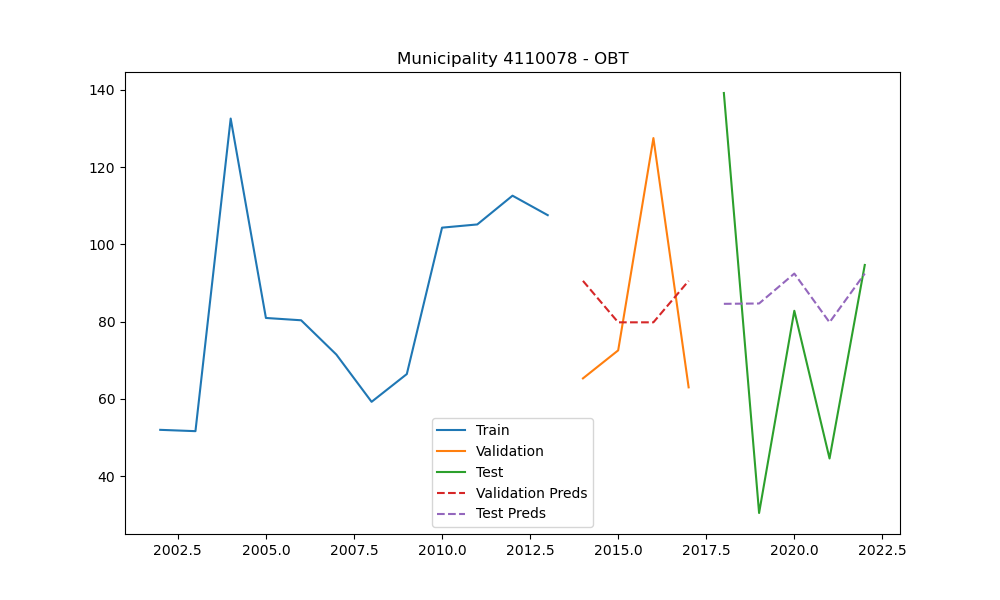 Municipality 4110078 - OBT
140
120
100
80
60
40
Train
Validation
Test
Validation Preds
Test Preds
2002.5 2005.0 2007.5 2010.0 2012.5 2015.0 2017.5 2020.0 2022.5